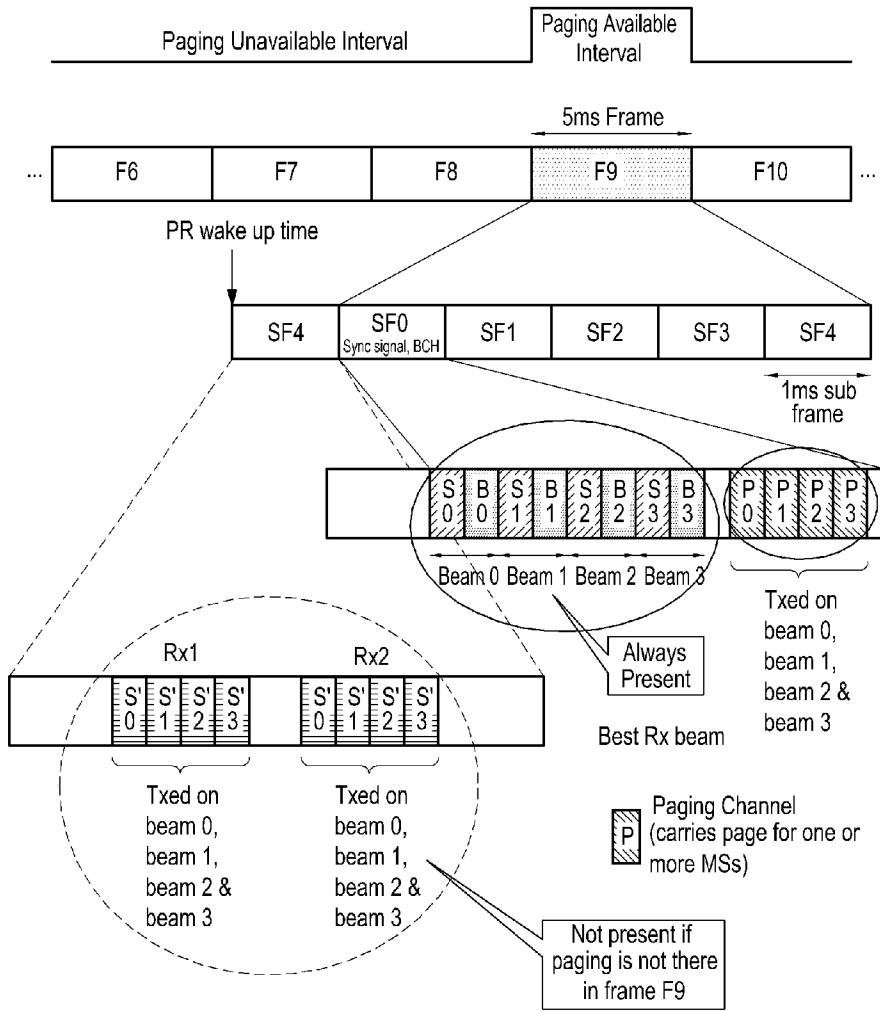 Paging Unavailable Interval
Paging Available
Interval
5ms Frame
... F6 F7 F8 F9 F10 ...
PR wake up time
SF4 SF0 SF1 SF2 SF3 SF4
Sync signal, BCH
1ms sub
frame
S B S B S B S B P P P P
0 0 1 1 2 2 3 3 0 1 2 3
Beam 0 Beam 1 Beam 2 Beam 3
Txed on
beam 0,
beam 1,
beam 2 &
beam 3
Always
Present
Best Rx beam
Rx1 Rx2
S' S' S' S' S' S' S' S'
0 1 2 3 0 1 2 3
Txed on
beam 0,
beam 1,
beam 2 &
beam 3
Txed on
beam 0,
beam 1,
beam 2 &
beam 3
P
Paging Channel
(carries page for one or
more MSs)
Not present if
paging is not there
in frame F9